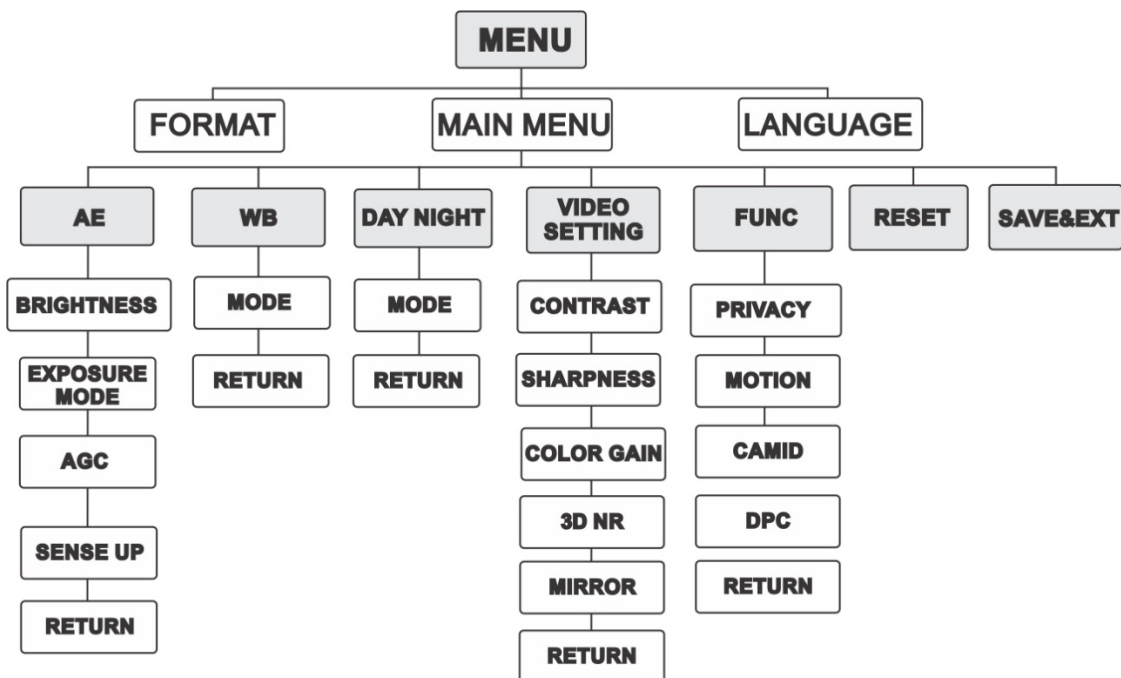 MENU
FORMAT
MAIN MENU
LANGUAGE
AE
WB
DAY NIGHT
VIDEO
SETTING
FUNC
RESET
SAVE&EXT
BRIGHTNESS
EXPOSURE
MODE
AGC
SENSE UP
RETURN
MODE
RETURN
MODE
RETURN
CONTRAST
SHARPNESS
COLOR GAIN
3D NR
MIRROR
RETURN
PRIVACY
MOTION
CAMID
DPC
RETURN